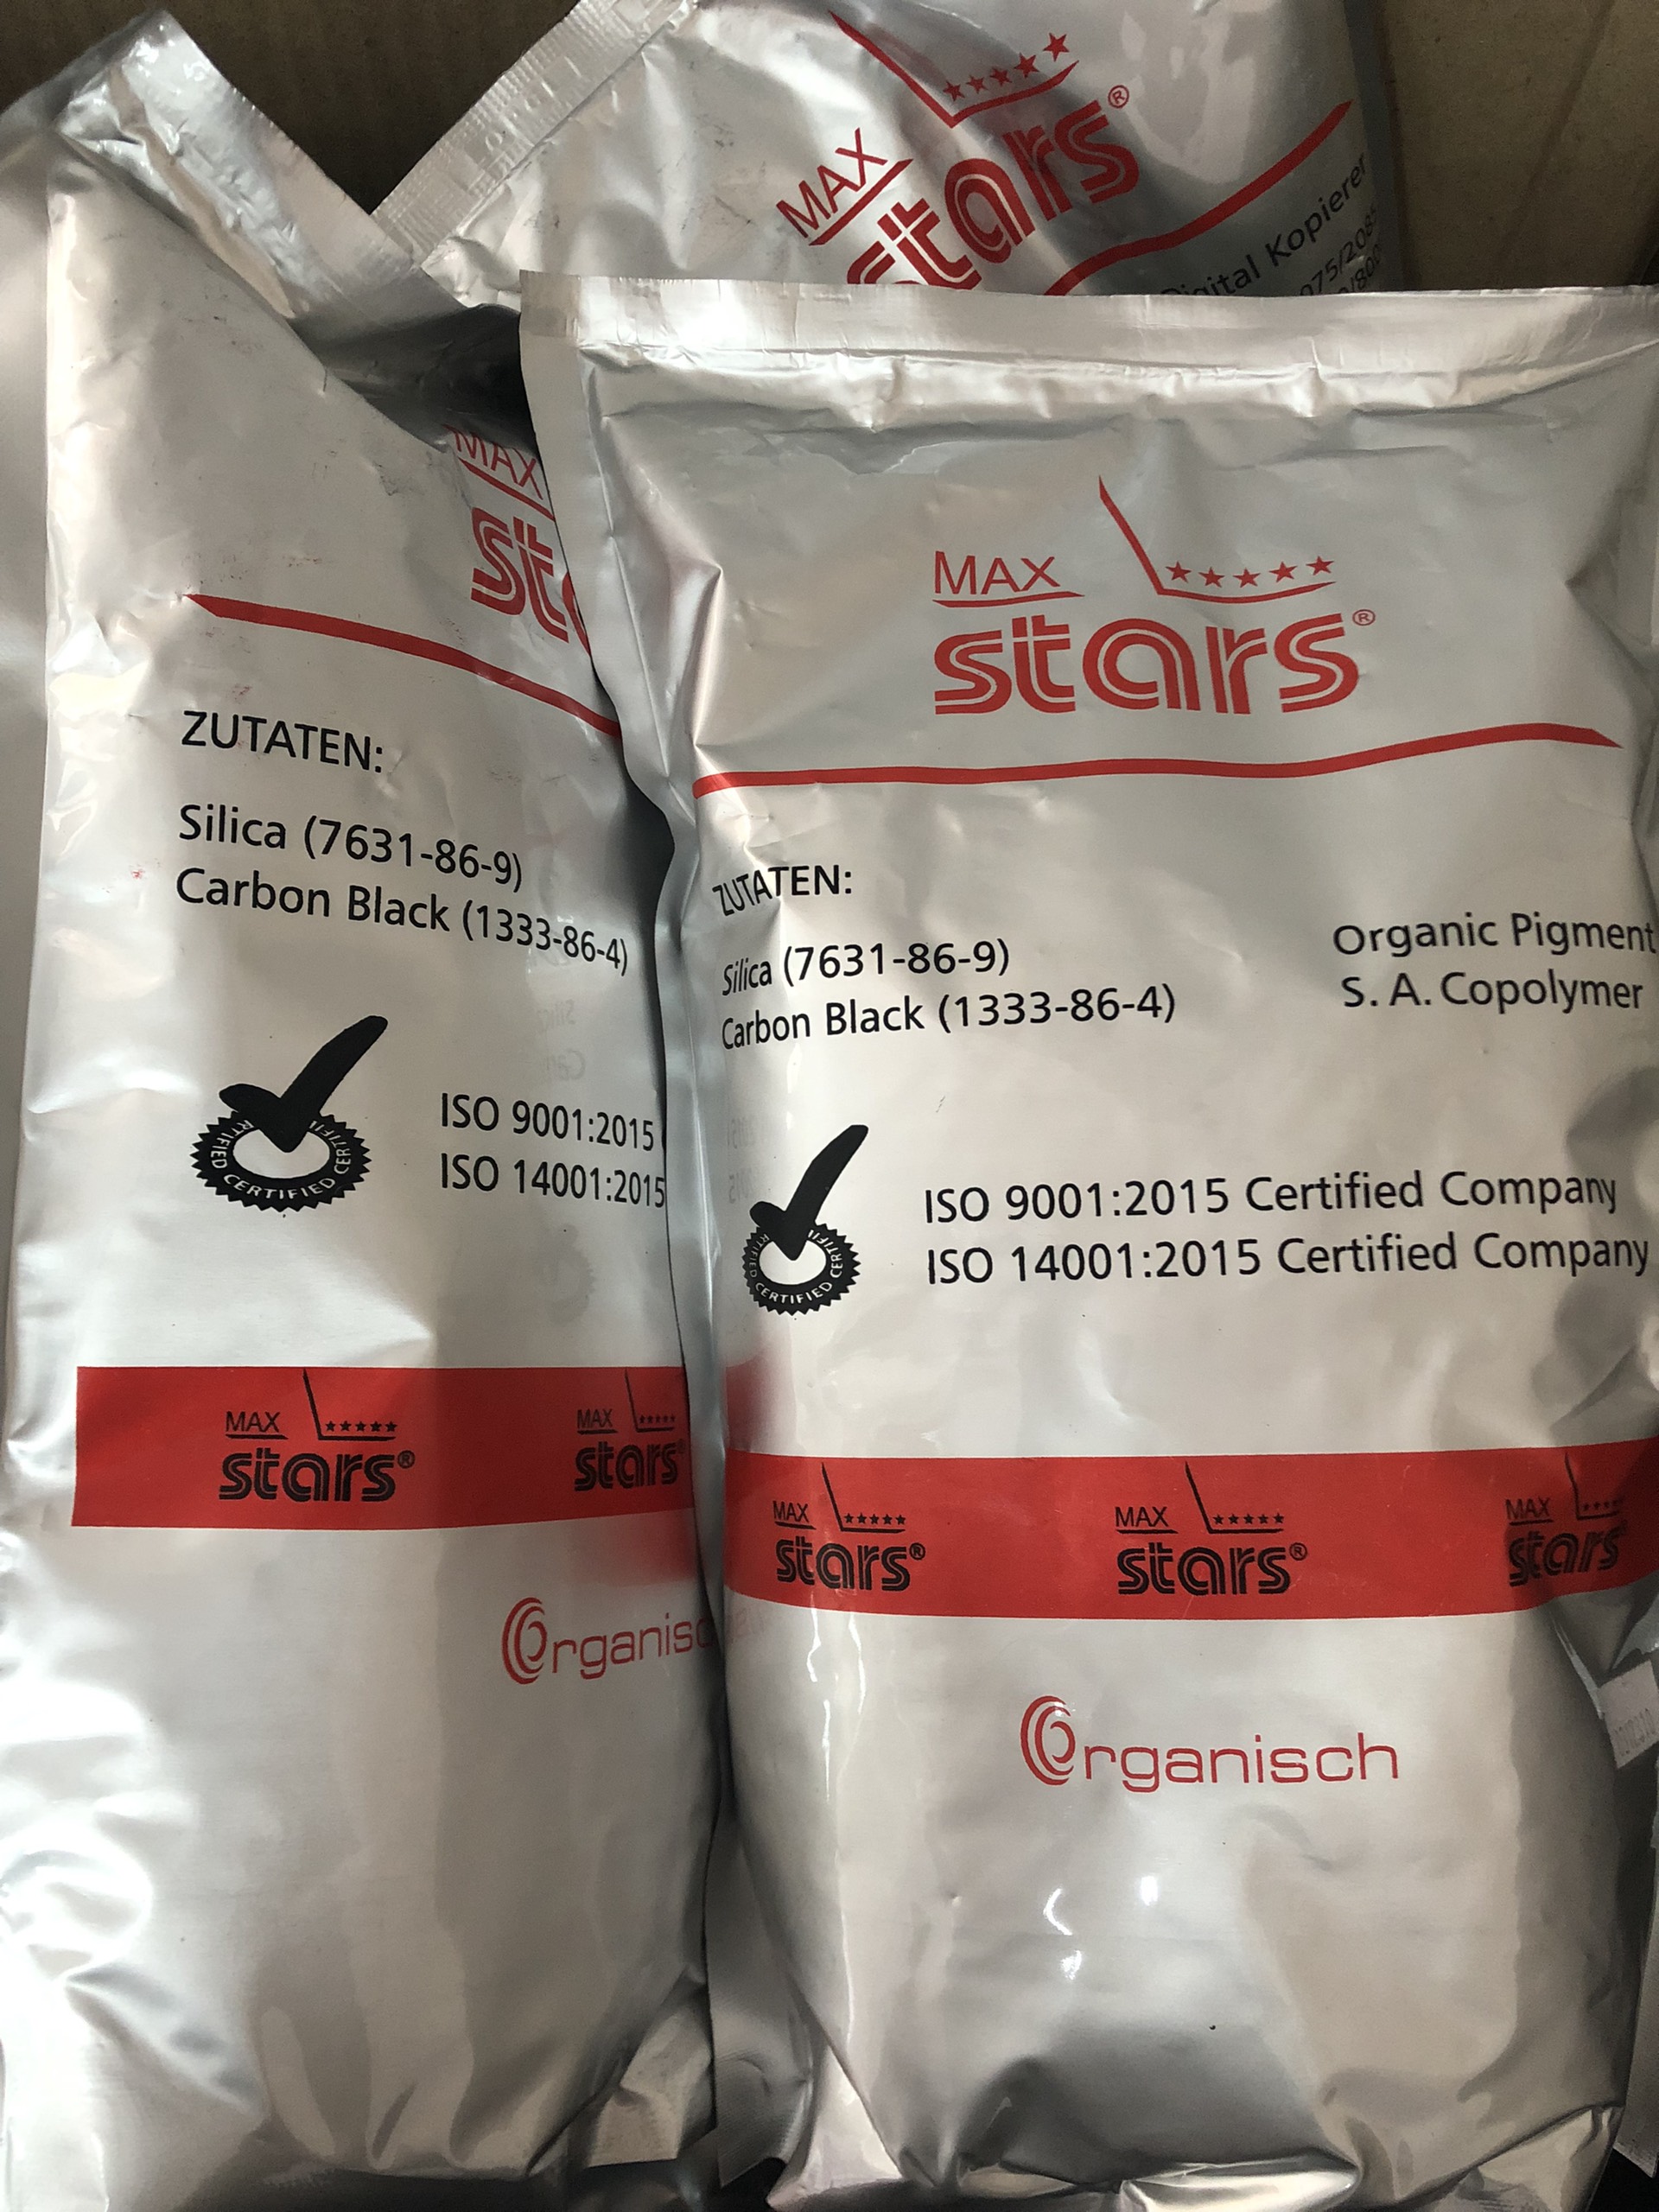 MAX
stars®
Digital Kopierer
MAX
ZUTATEN:
Silica (7631-86-9)
Carbon Black (1333-86-4)
CERTIFIED
ISO 9001:2015
ISO 14001:2015
MAX
stars®
MAX
stars®
MAX
stars®
ZUTATEN:
Silica (7631-86-9)
Carbon Black (1333-86-4)
Organic Pigment
S. A. Copolymer
CERTIFIED
ISO 9001:2015 Certified Company
ISO 14001:2015 Certified Company
MAX
stars®
MAX
stars®
MAX
stars®
Organisch